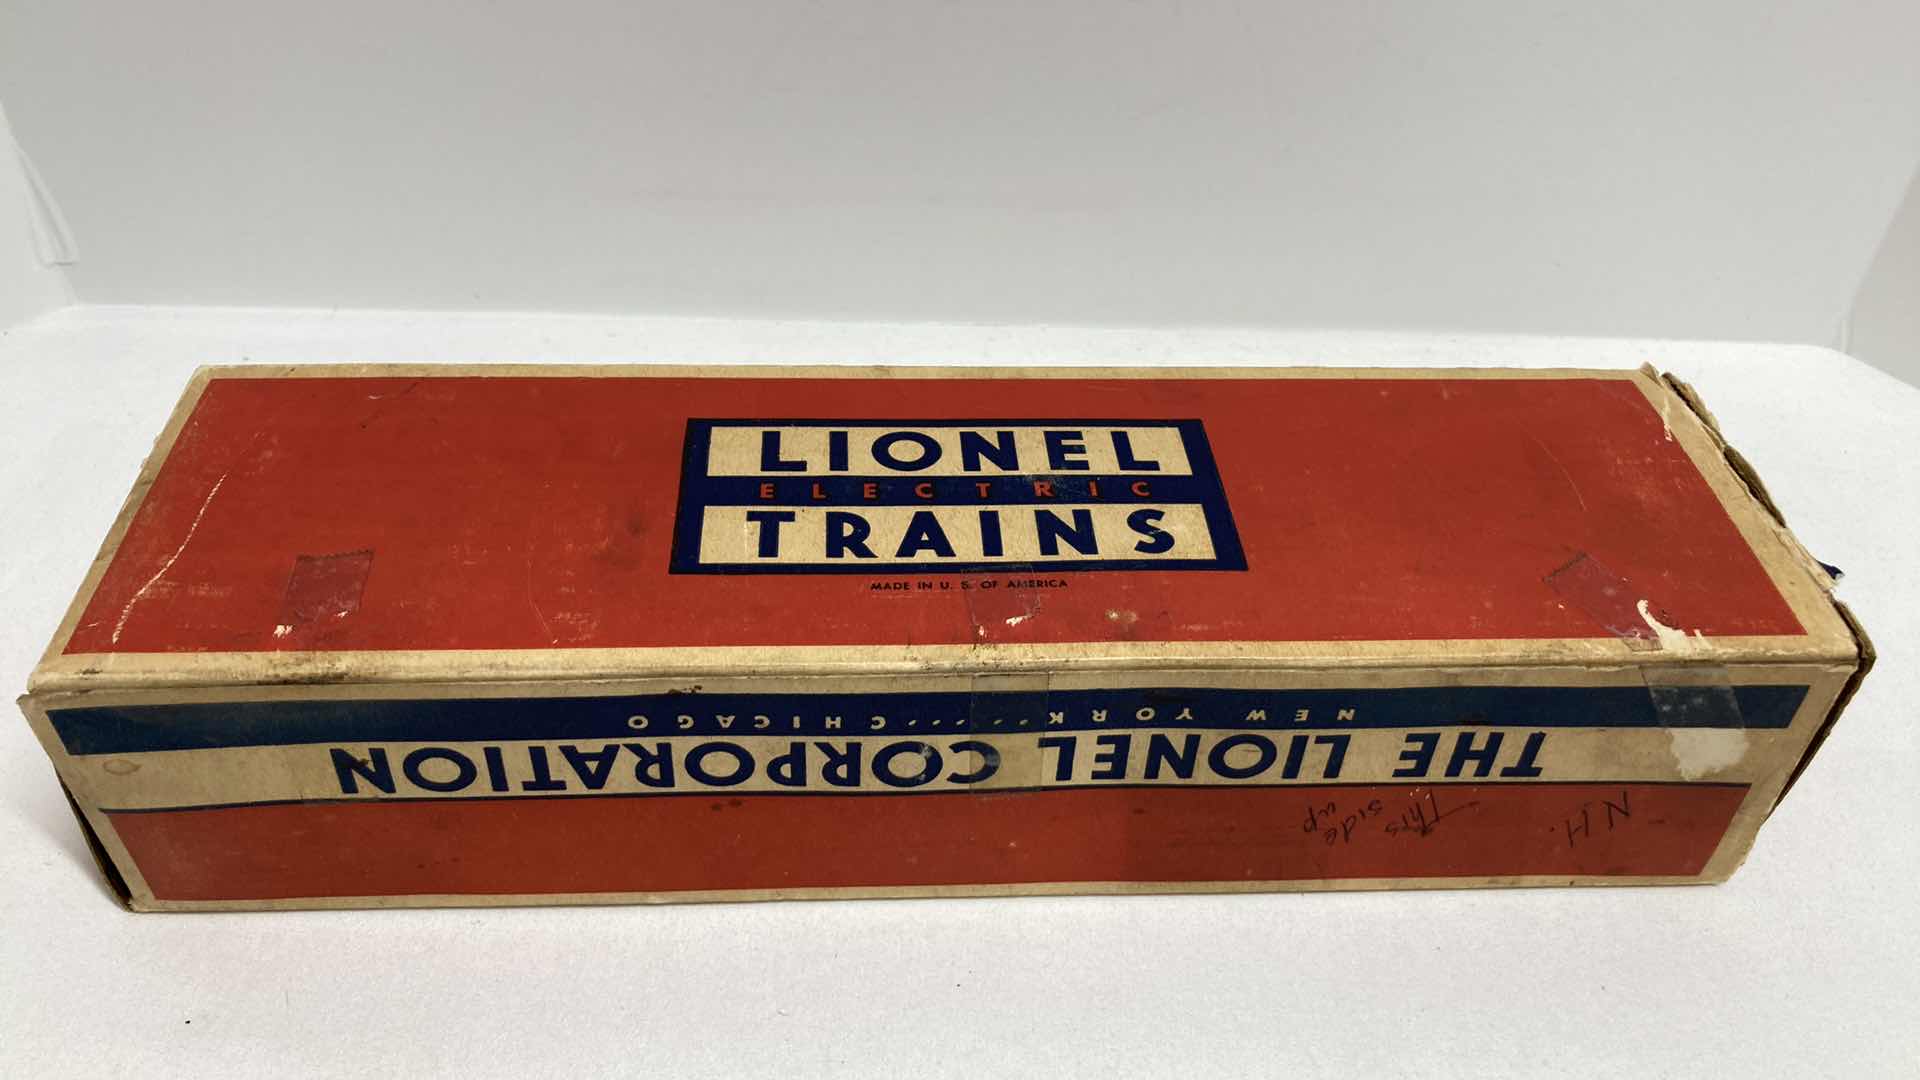 LIONEL
ELECTRIC
TRAINS
MADE IN U. S. OF AMERICA
THE LIONEL CORPORATION
NEW YORK......CHICAGO
N.H.
This
side
up